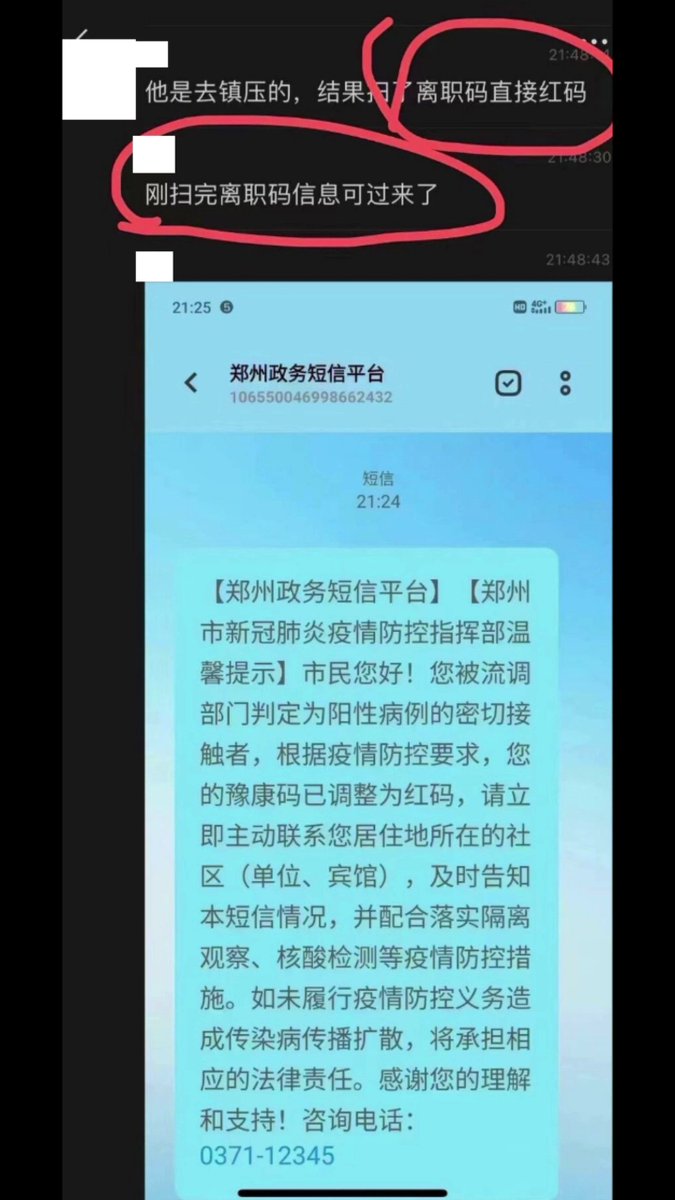 21:48:
他是去镇压的，结果扫了离职码直接红码
21:48:30
刚扫完离职码信息可过来了
21:48:43
21:25
HD 4G+
郑州政务短信平台
106550046998662432
短信
21:24
【郑州政务短信平台】【郑州
市新冠肺炎疫情防控指挥部温
馨提示】市民您好！您被流调
部门判定为阳性病例的密切接
触者，根据疫情防控要求，您
的豫康码已调整为红码，请立
即主动联系您居住地所在的社
区（单位、宾馆），及时告知
本短信情况，并配合落实隔离
观察、核酸检测等疫情防控措
施。如未履行疫情防控义务造
成传染病传播扩散，将承担相
应的法律责任。感谢您的理解
和支持！咨询电话：
0371-12345